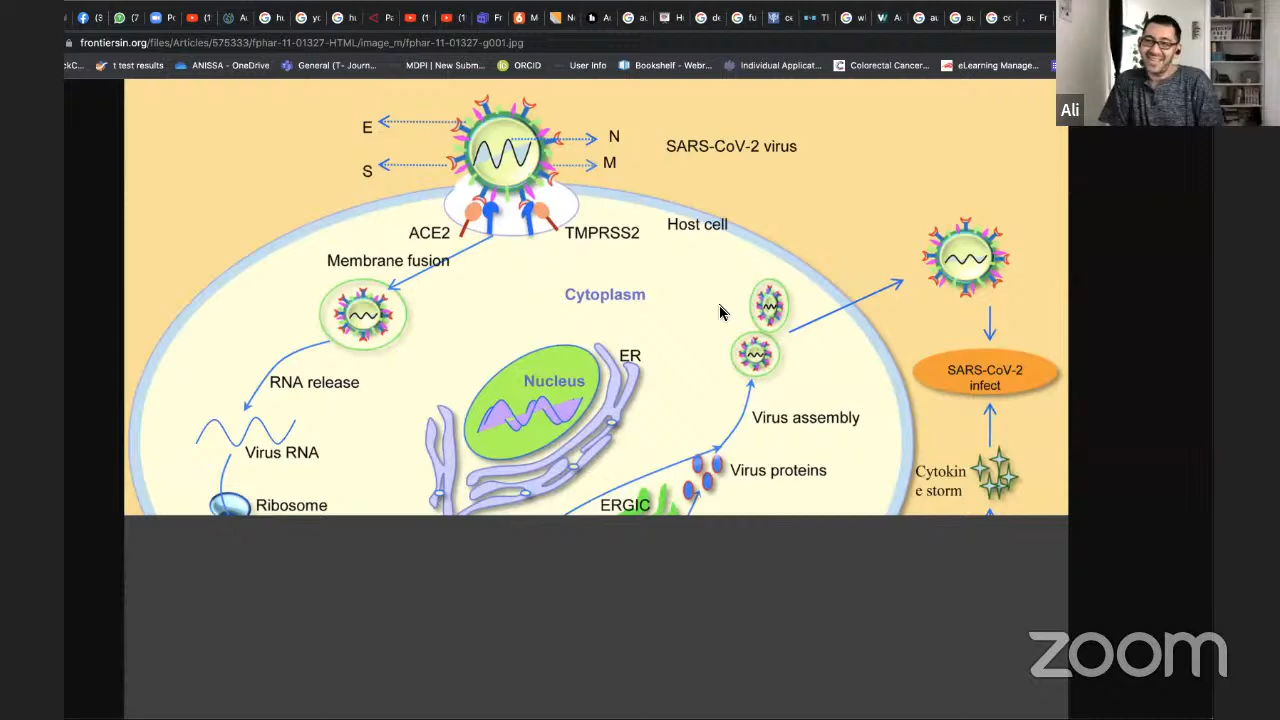 frontiersin.org/files/Articles/575333/fphar-11-01327-HTML/image_m/fphar-11-01327-g001.jpg
t test results ANISSA - OneDrive General (T- Journ... MDPI | New Subm... ORCID User Info Bookshelf - Webr... Individual Applicat... Colorectal Cancer... eLearning Manage...
Ali
E
N
SARS-CoV-2 virus
S
M
ACE2
TMPRSS2
Host cell
Membrane fusion
Cytoplasm
ER
SARS-CoV-2
infect
Nucleus
RNA release
Virus assembly
Virus RNA
Virus proteins
Cytokin
e storm
Ribosome
ERGIC
zoom